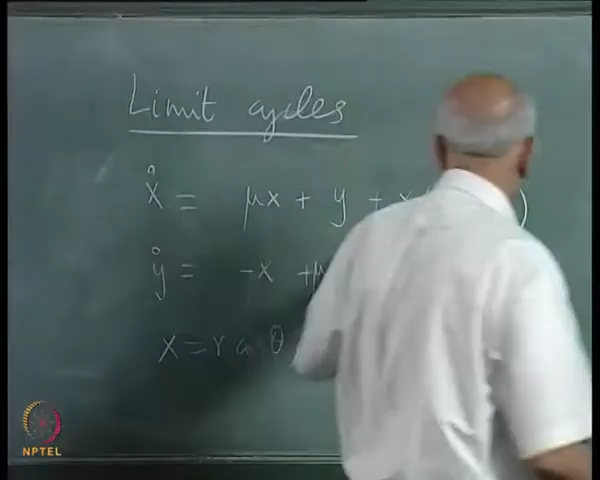 Limit cycles
ẋ = μx + y + x )
ẏ = -x + μ
x = r cos θ
NPTEL